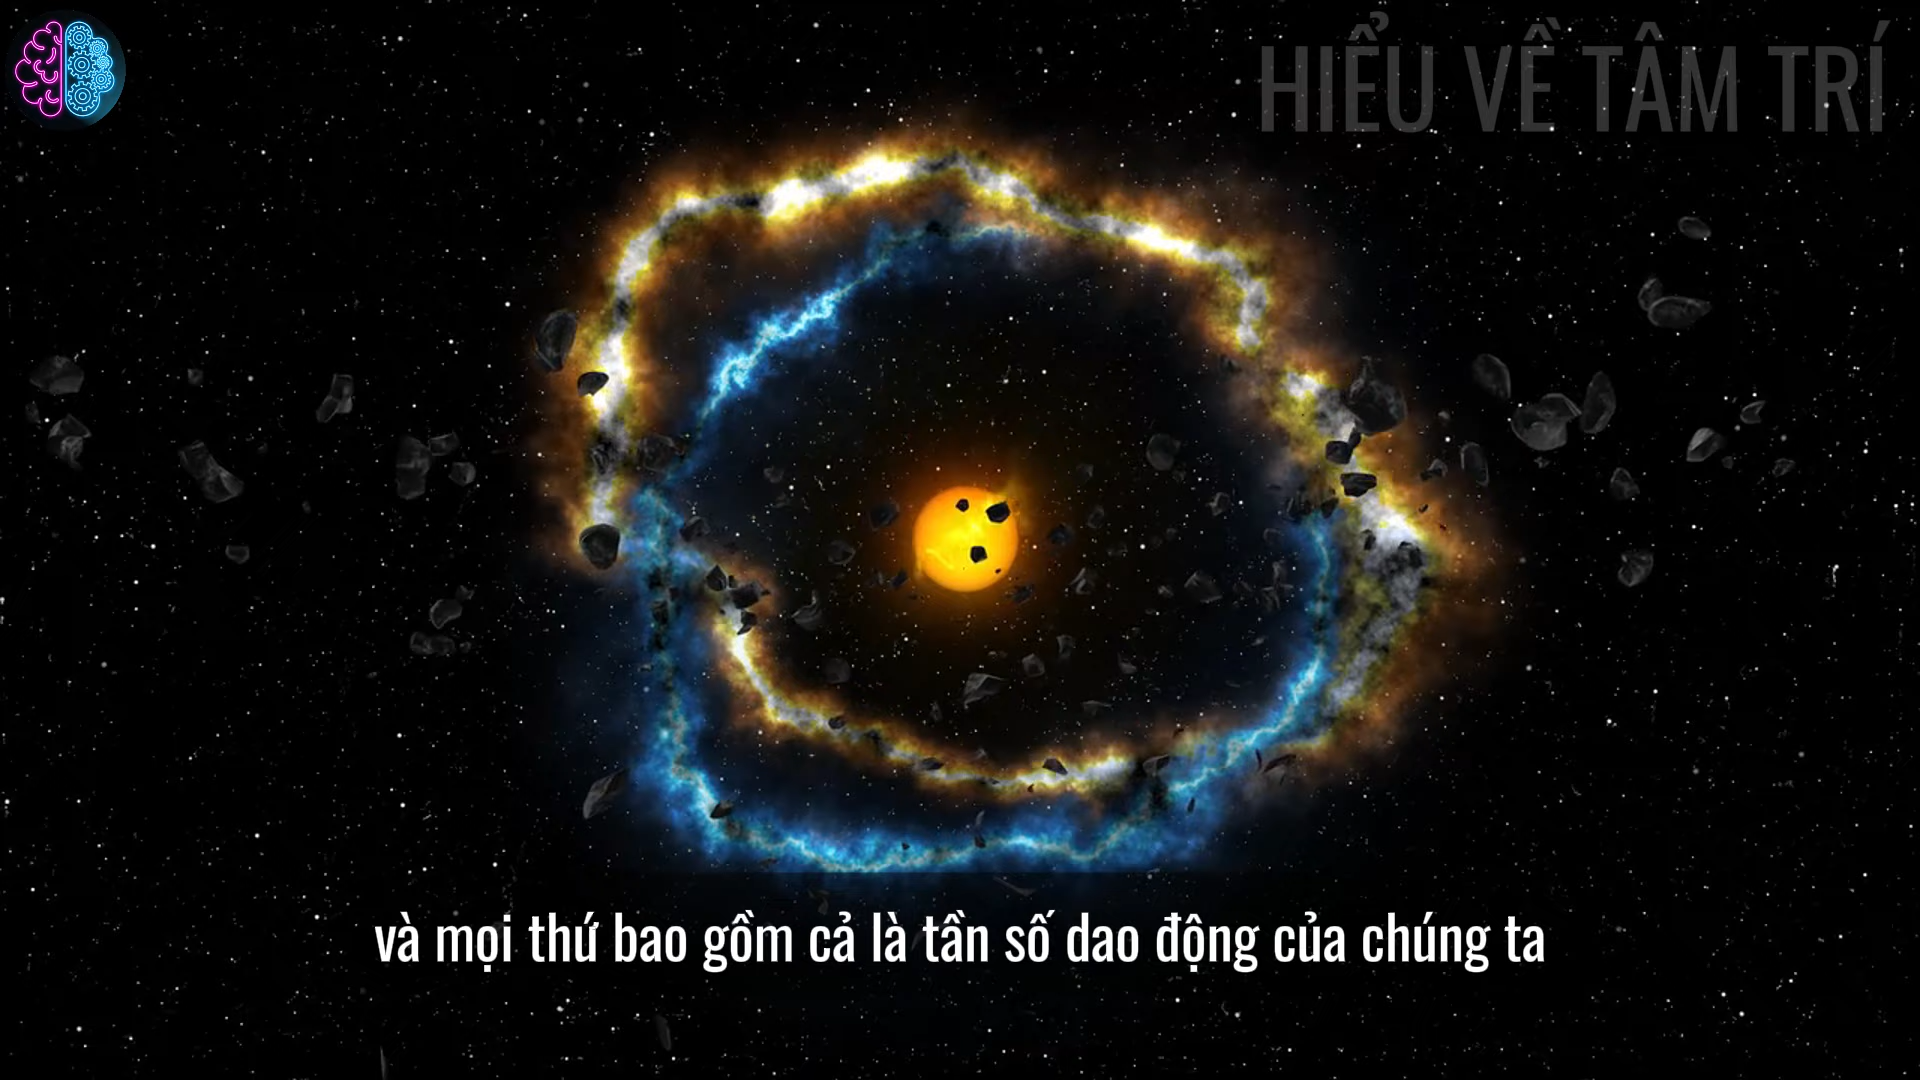 HIỂU VỀ TÂM TRÍ
và mọi thứ bao gồm cả là tần số dao động của chúng ta